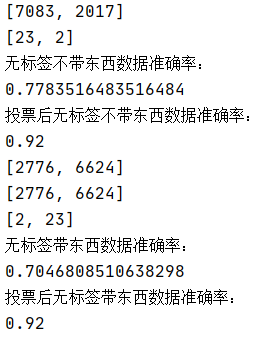 [7083, 2017]
[23, 2]
无标签不带东西数据准确率：
0.7783516483516484
投票后无标签不带东西数据准确率：
0.92
[2776, 6624]
[2776, 6624]
[2, 23]
无标签带东西数据准确率：
0.7046808510638298
投票后无标签带东西数据准确率：
0.92